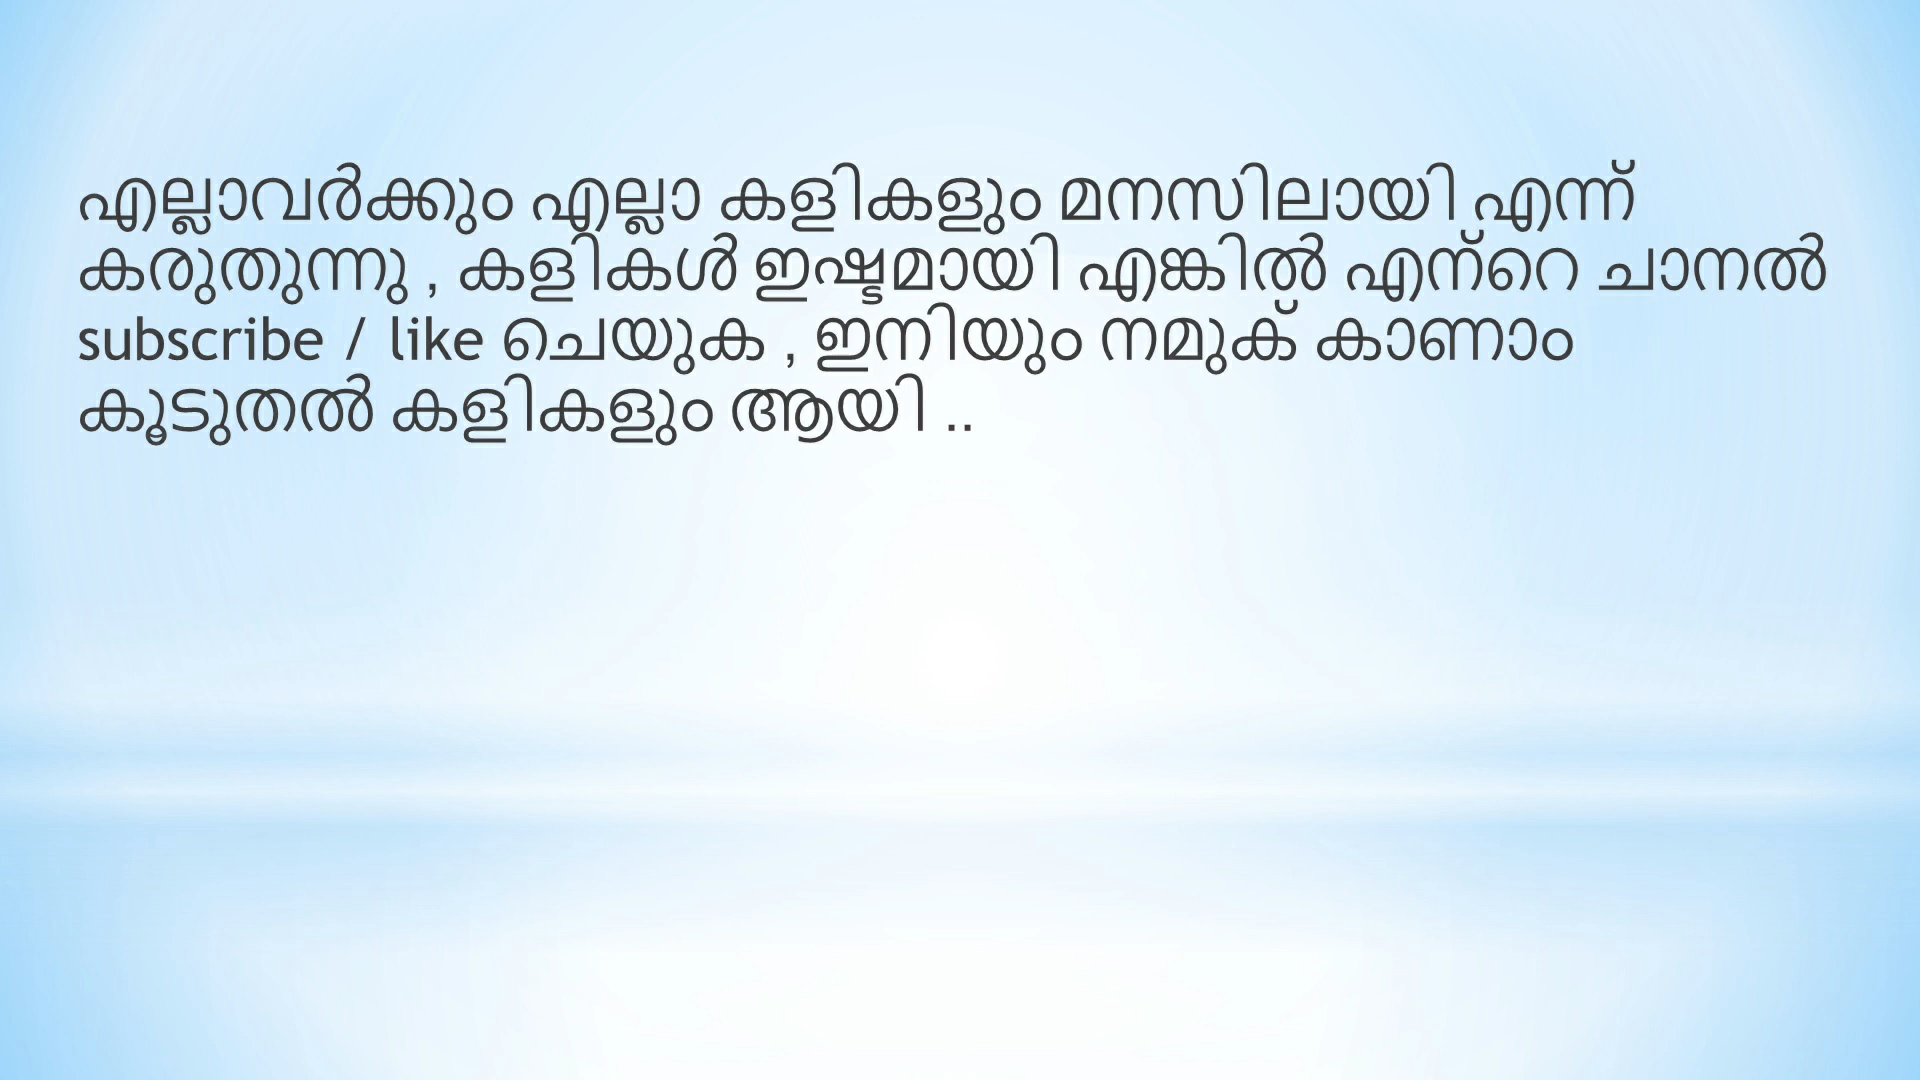 എല്ലാവർക്കും എല്ലാ കളികളും മനസിലായി എന്ന്
കരുതുന്നു , കളികൾ ഇഷ്ടമായി എങ്കിൽ എന്റെ ചാനൽ
subscribe / like ചെയുക , ഇനിയും നമുക് കാണാം
കൂടുതൽ കളികളും ആയി ..